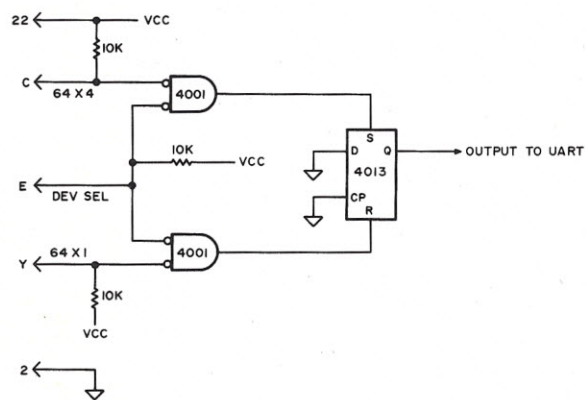 22 VCC
10K
C 64 X 4 4001
S
10K VCC
D Q OUTPUT TO UART
4013
E DEV SEL
CP
R
64 X 1
Y 4001
10K
VCC
2